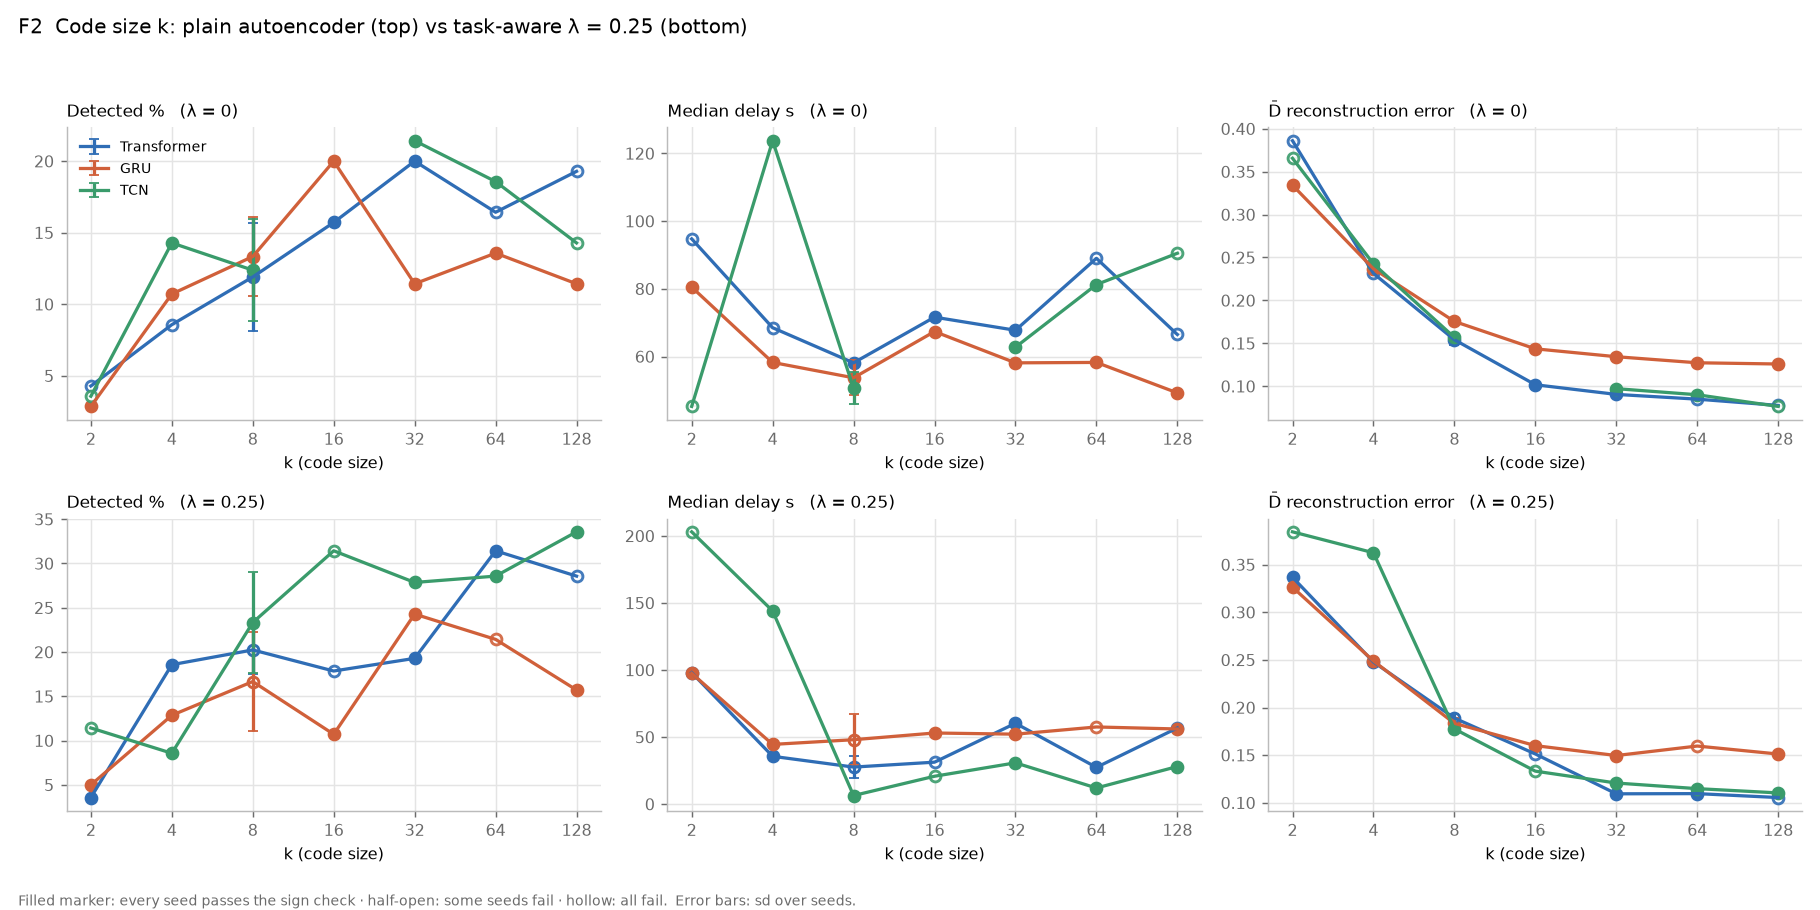 F2  Code size k: plain autoencoder (top) vs task-aware λ = 0.25 (bottom)
Detected %   (λ = 0)
Transformer
GRU
TCN
20
15
10
5
2 4 8 16 32 64 128
k (code size)
Median delay s   (λ = 0)
120
100
80
60
2 4 8 16 32 64 128
k (code size)
D̄ reconstruction error   (λ = 0)
0.40
0.35
0.30
0.25
0.20
0.15
0.10
2 4 8 16 32 64 128
k (code size)
Detected %   (λ = 0.25)
35
30
25
20
15
10
5
2 4 8 16 32 64 128
k (code size)
Median delay s   (λ = 0.25)
200
150
100
50
0
2 4 8 16 32 64 128
k (code size)
D̄ reconstruction error   (λ = 0.25)
0.35
0.30
0.25
0.20
0.15
0.10
2 4 8 16 32 64 128
k (code size)
Filled marker: every seed passes the sign check · half-open: some seeds fail · hollow: all fail.  Error bars: sd over seeds.